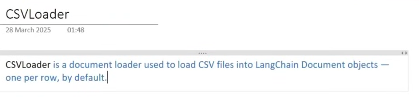 CSVLoader
28 March 2025 01:48
CSVLoader is a document loader used to load CSV files into LangChain Document objects —
one per row, by default.